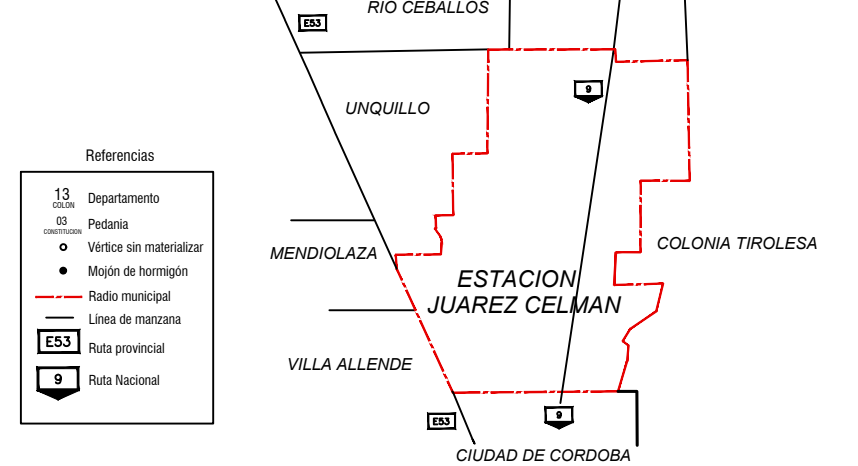 RIO CEBALLOS
E53
9
UNQUILLO
Referencias
13
COLON
Departamento
03
CONSTITUCION
Pedania
Vértice sin materializar
Mojón de hormigón
Radio municipal
Línea de manzana
E53
Ruta provincial
9
Ruta Nacional
MENDIOLAZA
COLONIA TIROLESA
ESTACION
JUAREZ CELMAN
VILLA ALLENDE
E53
9
CIUDAD DE CORDOBA